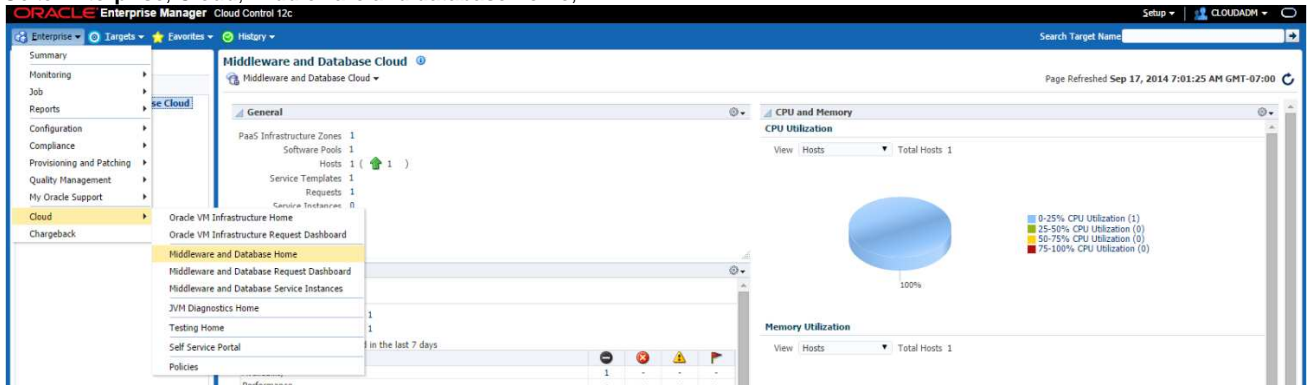 ORACLE Enterprise Manager Cloud Control 12c
Setup CLOUDADM
Enterprise Targets Favorites History
Search Target Name
Summary
Monitoring
Job
Reports
Configuration
Compliance
Provisioning and Patching
Quality Management
My Oracle Support
Cloud
Chargeback
se Cloud
Middleware and Database Cloud
Middleware and Database Cloud
Page Refreshed Sep 17, 2014 7:01:25 AM GMT-07:00
General
PaaS Infrastructure Zones 1
Software Pools 1
Hosts 1 ( 1 )
Service Templates 1
Requests 1
Service Instances 0
Oracle VM Infrastructure Home
Oracle VM Infrastructure Request Dashboard
Middleware and Database Home
Middleware and Database Request Dashboard
Middleware and Database Service Instances
JVM Diagnostics Home
Testing Home
Self Service Portal
Policies
1
1
in the last 7 days
1 - - -
Performance
CPU and Memory
CPU Utilization
View Hosts Total Hosts 1
0-25% CPU Utilization (1)
25-50% CPU Utilization (0)
50-75% CPU Utilization (0)
75-100% CPU Utilization (0)
100%
Memory Utilization
View Hosts Total Hosts 1